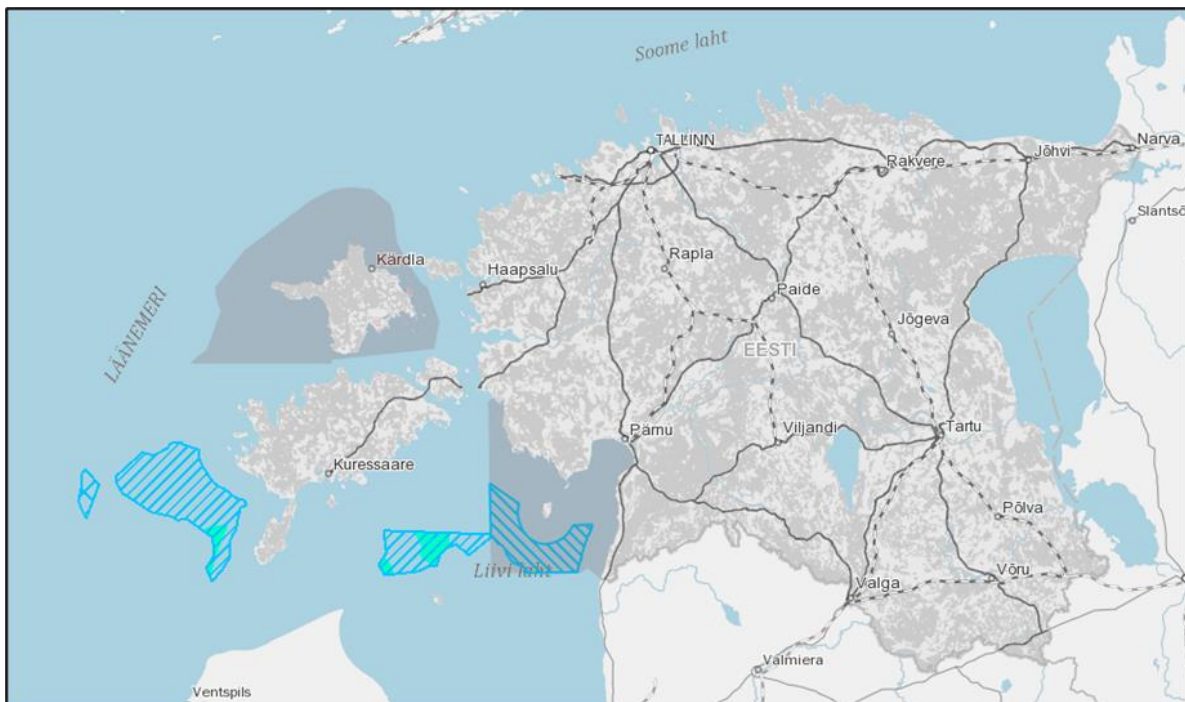 Soome laht
TALLINN
Narva
Jõhvi
Rakvere
Slantsõ
Kärdla
Haapsalu
Rapla
Paide
LÄÄNEMERI
Jõgeva
EESTI
Pärnu
Viljandi
Tartu
Kuressaare
Põlva
Liivi laht
Võru
Valga
Valmiera
Ventspils